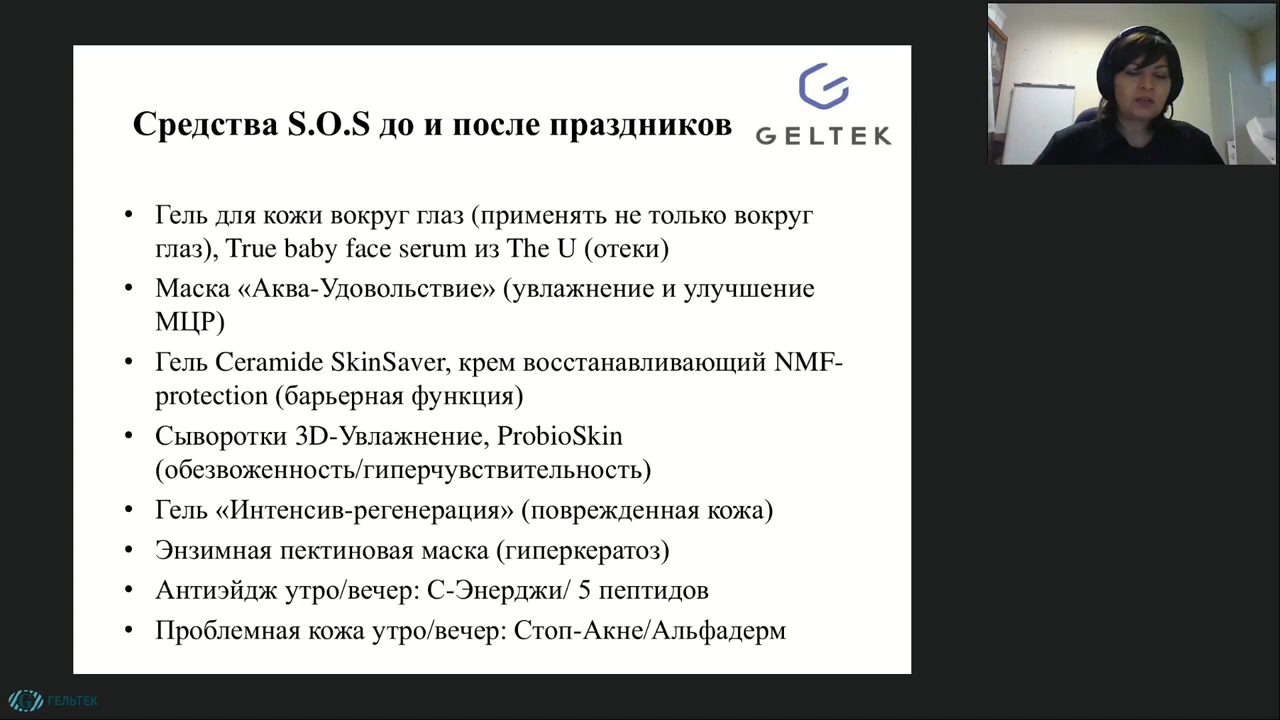 Средства S.O.S до и после праздников
GELTEK
• Гель для кожи вокруг глаз (применять не только вокруг
глаз), True baby face serum из The U (отеки)
• Маска «Аква-Удовольствие» (увлажнение и улучшение
МЦР)
• Гель Ceramide SkinSaver, крем восстанавливающий NMF-
protection (барьерная функция)
• Сыворотки 3D-Увлажнение, ProbioSkin
(обезвоженность/гиперчувствительность)
• Гель «Интенсив-регенерация» (поврежденная кожа)
• Энзимная пектиновая маска (гиперкератоз)
• Антиэйдж утро/вечер: С-Энерджи/ 5 пептидов
• Проблемная кожа утро/вечер: Стоп-Акне/Альфадерм
ГЕЛЬТЕК